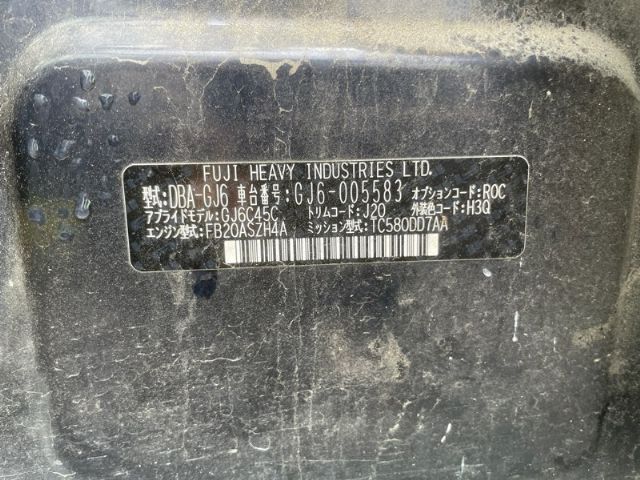 FUJI HEAVY INDUSTRIES LTD.
型式:DBA-GJ6 車台番号:GJ6-005583 オプションコード:ROC
アプライドモデル:GJ6C45C トリムコード:J20 外装色コード:H3Q
エンジン型式:FB20ASZH4A ミッション型式:TC580DD7AA